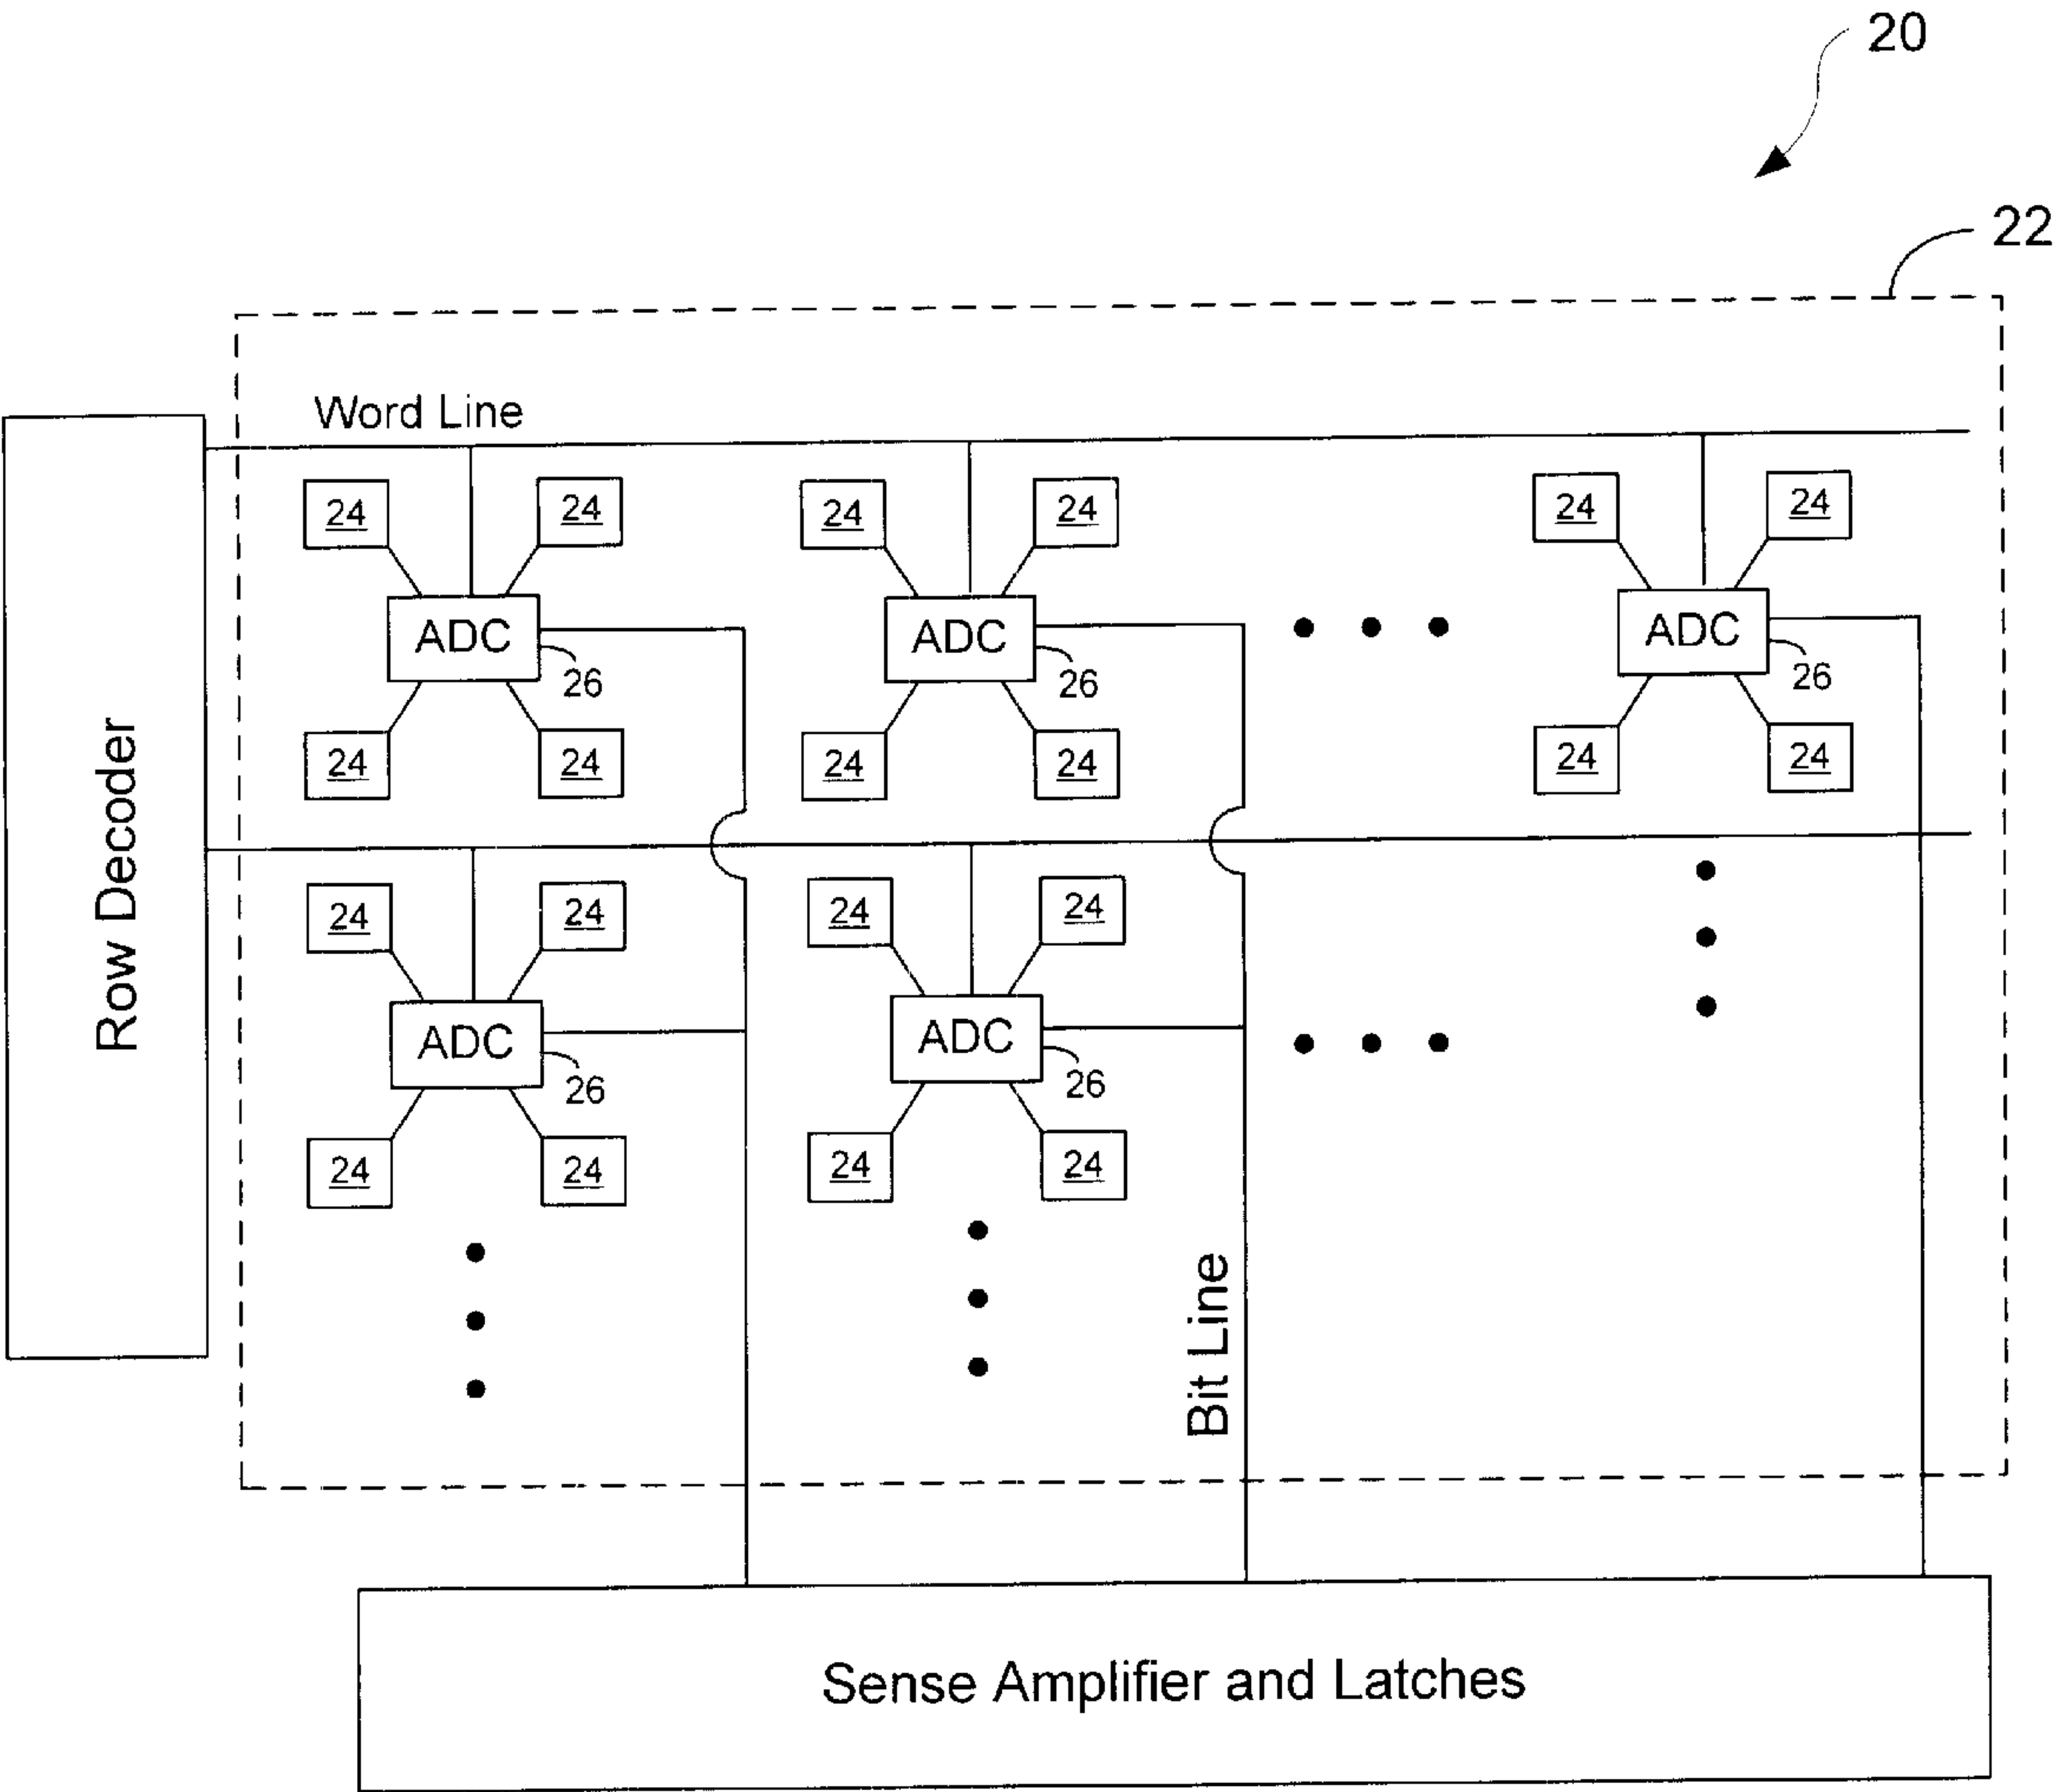 20
22
Word Line
24 24 24 24 24 24
ADC ADC ADC
26 26 26
24 24 24 24 24 24
Row Decoder
24 24 24 24
ADC ADC
26 26
24 24 24 24
Bit Line
Sense Amplifier and Latches